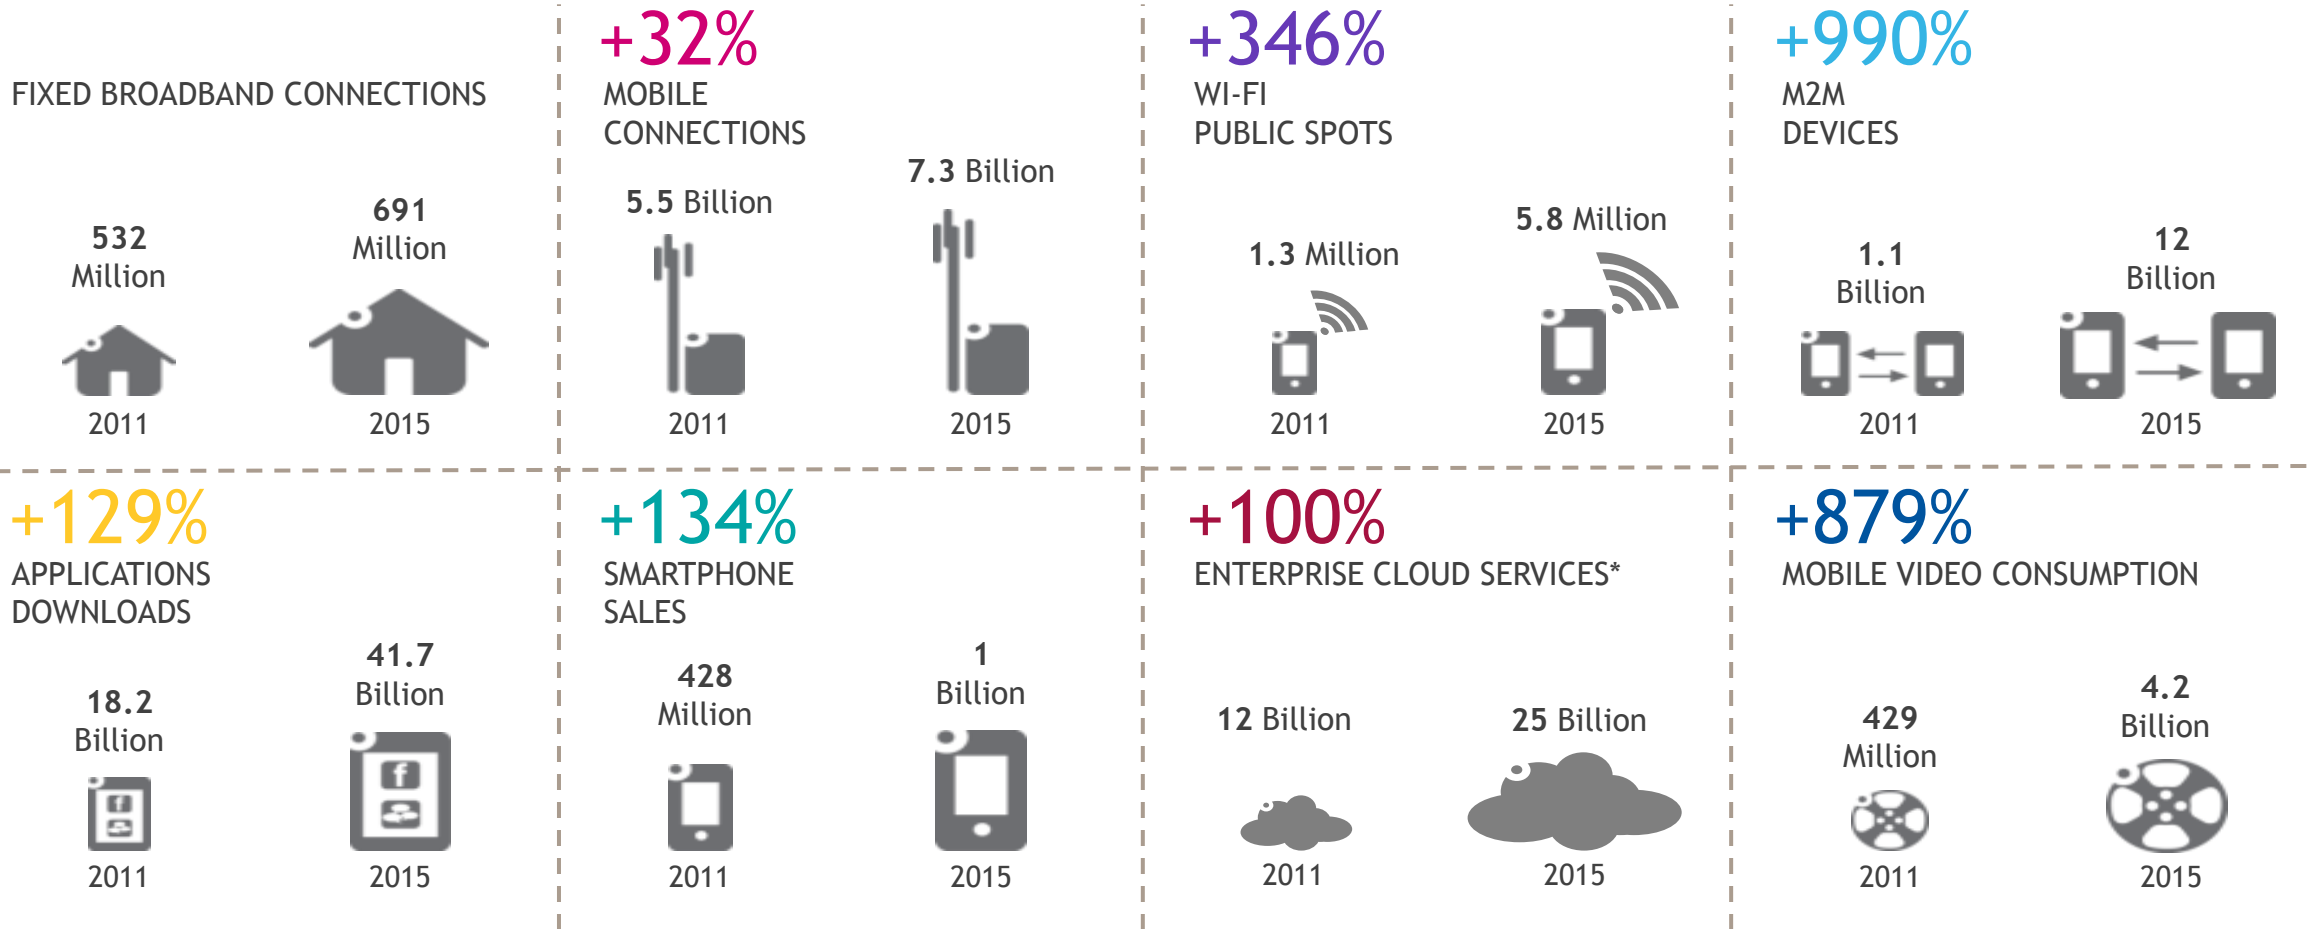 FIXED BROADBAND CONNECTIONS
532
Million
2011
691
Million
2015
+32%
MOBILE
CONNECTIONS
5.5 Billion
2011
7.3 Billion
2015
+346%
WI-FI
PUBLIC SPOTS
1.3 Million
2011
5.8 Million
2015
+990%
M2M
DEVICES
1.1
Billion
2011
12
Billion
2015
+129%
APPLICATIONS
DOWNLOADS
18.2
Billion
2011
41.7
Billion
2015
+134%
SMARTPHONE
SALES
428
Million
2011
1
Billion
2015
+100%
ENTERPRISE CLOUD SERVICES*
12 Billion
2011
25 Billion
2015
+879%
MOBILE VIDEO CONSUMPTION
429
Million
2011
4.2
Billion
2015